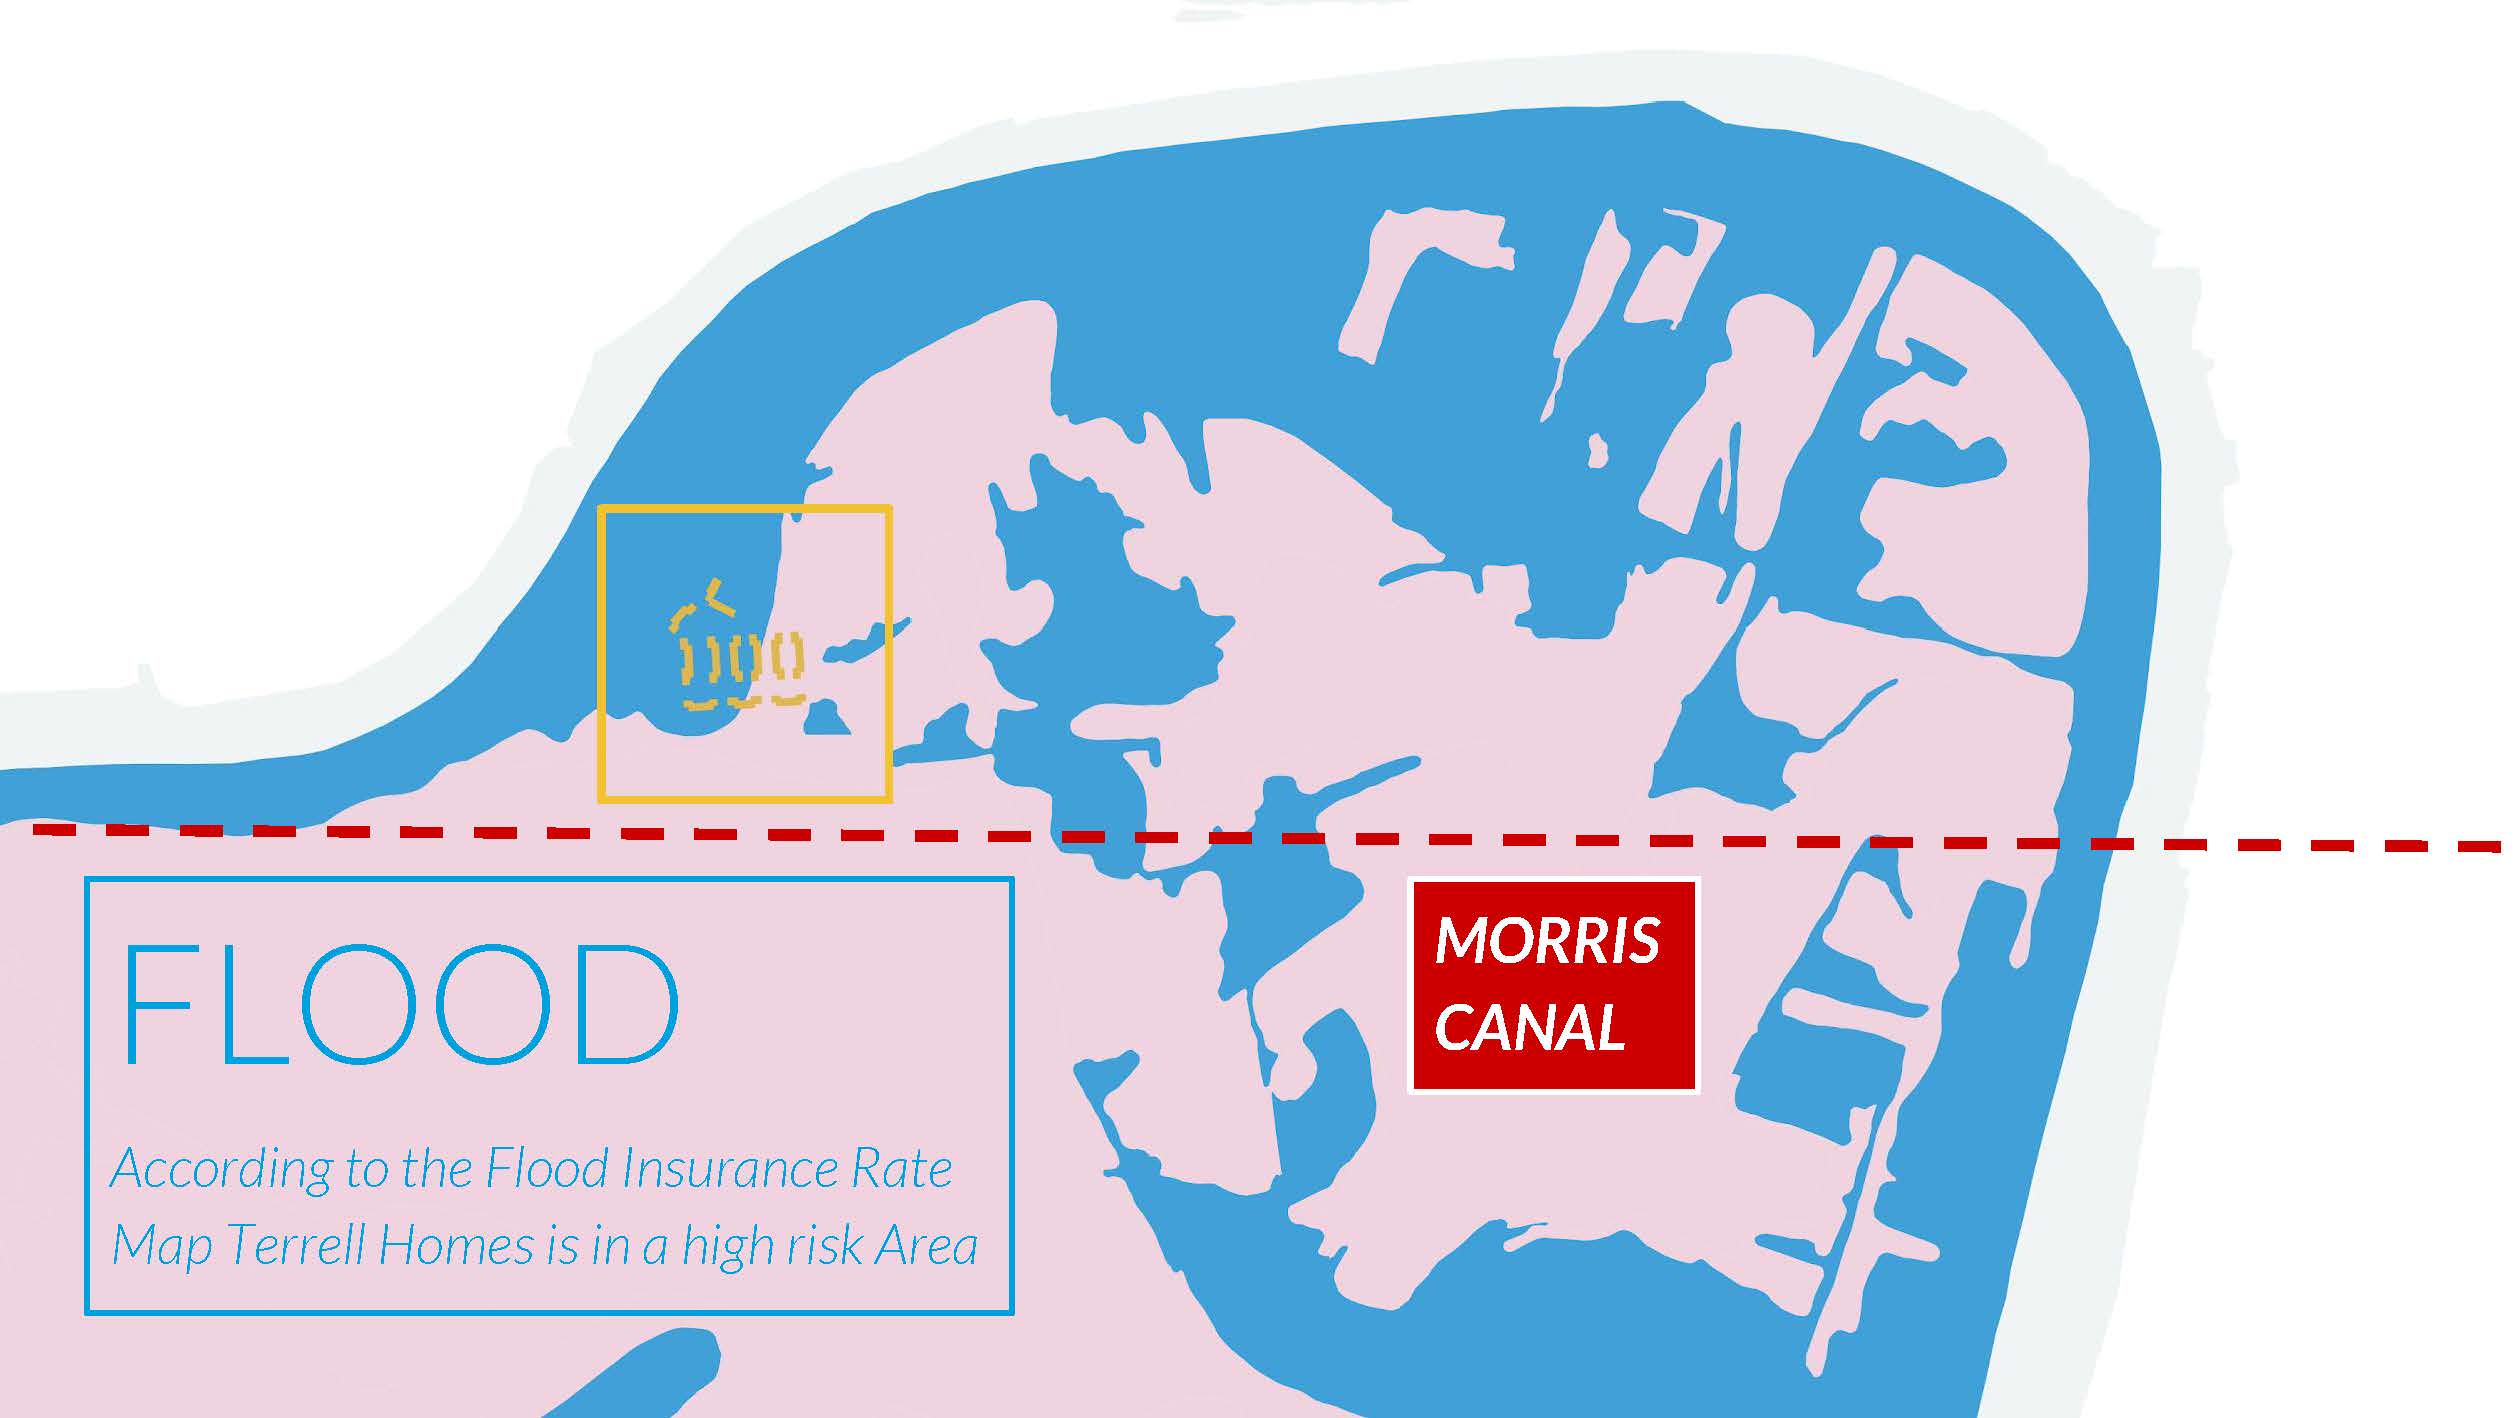 FLOOD
According to the Flood Insurance Rate
Map Terrell Homes is in a high risk Area
MORRIS
CANAL